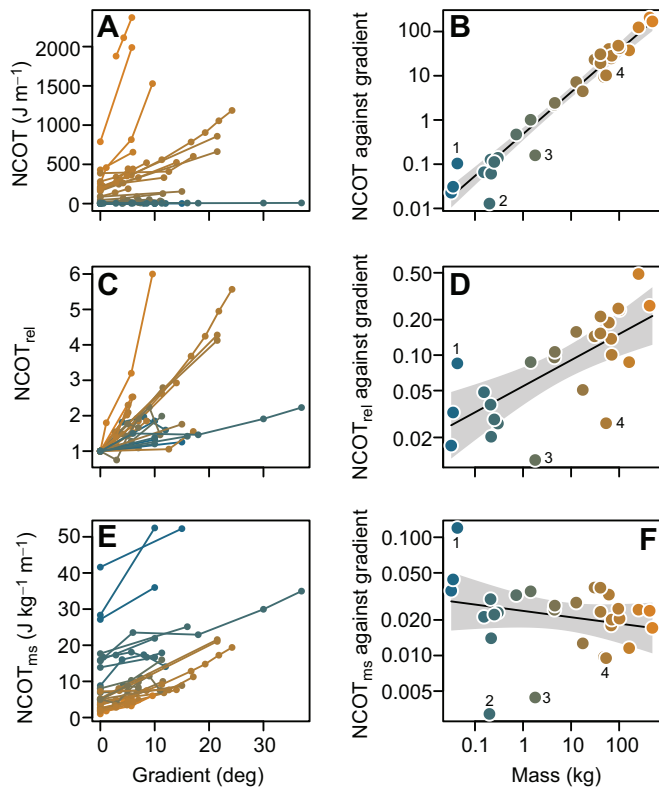 A
NCOT (J m⁻¹)
2000
1500
1000
500
0
B
NCOT against gradient
100
10
1
0.1
0.01
1
2
3
4
C
NCOTrel
6
5
4
3
2
1
D
NCOTrel against gradient
0.50
0.20
0.10
0.05
0.02
1
3
4
E
NCOTms (J kg⁻¹ m⁻¹)
50
40
30
20
10
0
0 10 20 30
Gradient (deg)
F
NCOTms against gradient
0.100
0.050
0.020
0.010
0.005
1
2
3
4
0.1 1 10 100
Mass (kg)